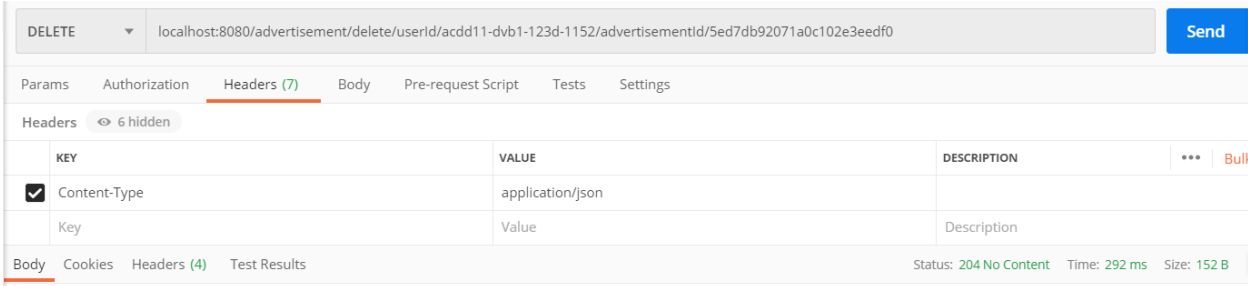 DELETE localhost:8080/advertisement/delete/userId/acdd11-dvb1-123d-1152/advertisementId/5ed7db92071a0c102e3eedf0 Send
Params Authorization Headers (7) Body Pre-request Script Tests Settings
Headers 6 hidden
KEY VALUE DESCRIPTION ••• Bulk
Content-Type application/json
Key Value Description
Body Cookies Headers (4) Test Results Status: 204 No Content Time: 292 ms Size: 152 B